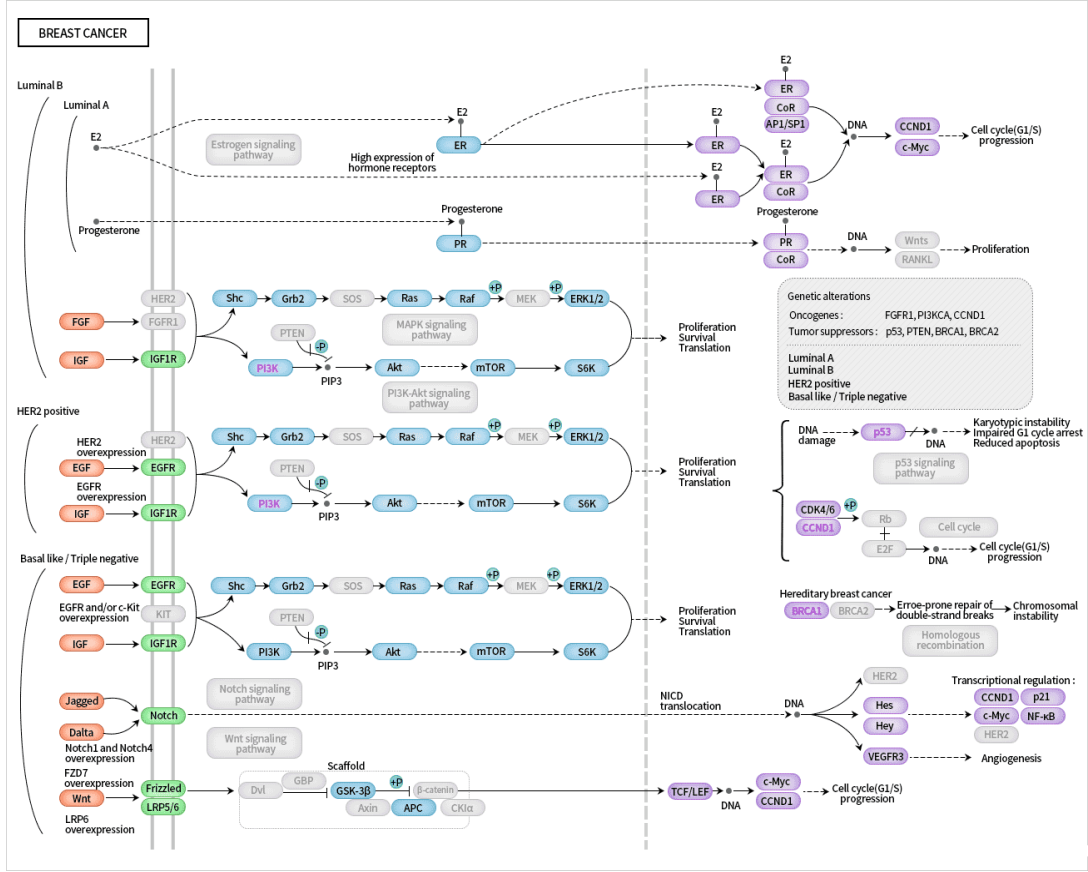 BREAST CANCER
Luminal B
Luminal A
E2
Estrogen signaling
pathway
High expression of
hormone receptors
E2
ER
ER
E2
ER
E2
ER
CoR
AP1/SP1
E2
ER
CoR
DNA
CCND1
c-Myc
Cell cycle(G1/S)
progression
Progesterone
Progesterone
PR
Progesterone
PR
CoR
DNA
Wnts
RANKL
Proliferation
HER2
FGF
FGFR1
IGF
IGF1R
Shc
Grb2
SOS
Ras
Raf
+P
MEK
+P
ERK1/2
MAPK signaling
pathway
PTEN
-P
PI3K
PIP3
Akt
mTOR
S6K
PI3K-Akt signaling
pathway
Proliferation
Survival
Translation
Genetic alterations
Oncogenes : FGFR1, PI3KCA, CCND1
Tumor suppressors : p53, PTEN, BRCA1, BRCA2
Luminal A
Luminal B
HER2 positive
Basal like / Triple negative
HER2 positive
HER2
overexpression
HER2
EGF
EGFR
EGFR
overexpression
IGF
IGF1R
Shc
Grb2
SOS
Ras
Raf
+P
MEK
+P
ERK1/2
PTEN
-P
PI3K
PIP3
Akt
mTOR
S6K
Proliferation
Survival
Translation
DNA
damage
p53
DNA
Karyotypic instability
Impaired G1 cycle arrest
Reduced apoptosis
p53 signaling
pathway
CDK4/6
CCND1
+P
Rb
E2F
Cell cycle
DNA
Cell cycle(G1/S)
progression
Basal like / Triple negative
EGF
EGFR
EGFR and/or c-Kit
overexpression
KIT
IGF
IGF1R
Shc
Grb2
SOS
Ras
Raf
+P
MEK
+P
ERK1/2
PTEN
-P
PI3K
PIP3
Akt
mTOR
S6K
Proliferation
Survival
Translation
Hereditary breast cancer
BRCA1
BRCA2
Erroe-prone repair of
double-strand breaks
Chromosomal
instability
Homologous
recombination
Jagged
Dalta
Notch
Notch1 and Notch4
overexpression
Notch signaling
pathway
NICD
translocation
DNA
HER2
Hes
Hey
VEGFR3
Transcriptional regulation :
CCND1
p21
c-Myc
NF-κB
HER2
Angiogenesis
Wnt signaling
pathway
FZD7
overexpression
Wnt
LRP6
overexpression
Frizzled
LRP5/6
Scaffold
Dvl
GBP
GSK-3β
+P
β-catenin
Axin
APC
CKIα
TCF/LEF
DNA
c-Myc
CCND1
Cell cycle(G1/S)
progression